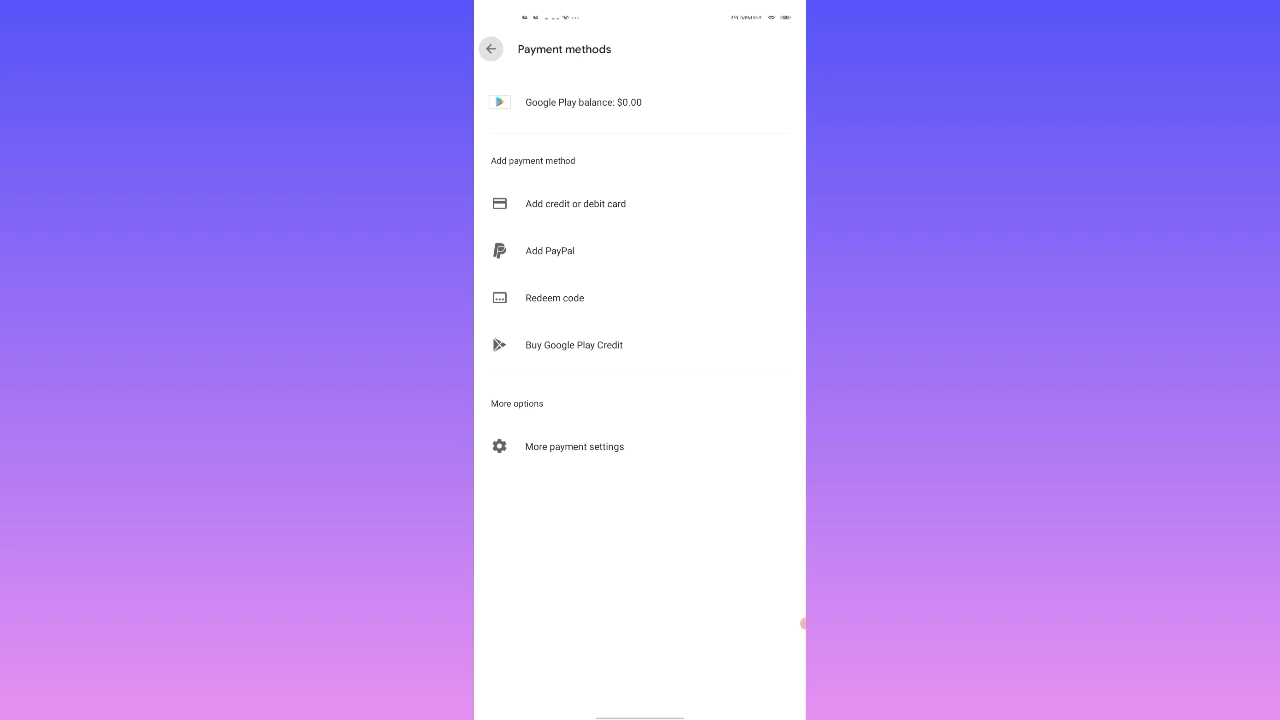 Payment methods
Google Play balance: $0.00
Add payment method
Add credit or debit card
Add PayPal
Redeem code
Buy Google Play Credit
More options
More payment settings